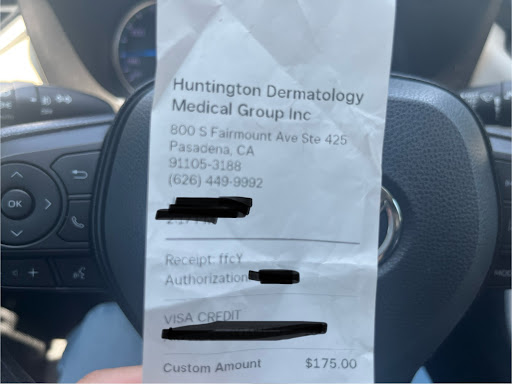 Huntington Dermatology
Medical Group Inc
800 S Fairmount Ave Ste 425
Pasadena, CA
91105-3188
(626) 449-9992
Receipt: ffcY
Authorization
VISA CREDIT
Custom Amount $175.00
OK